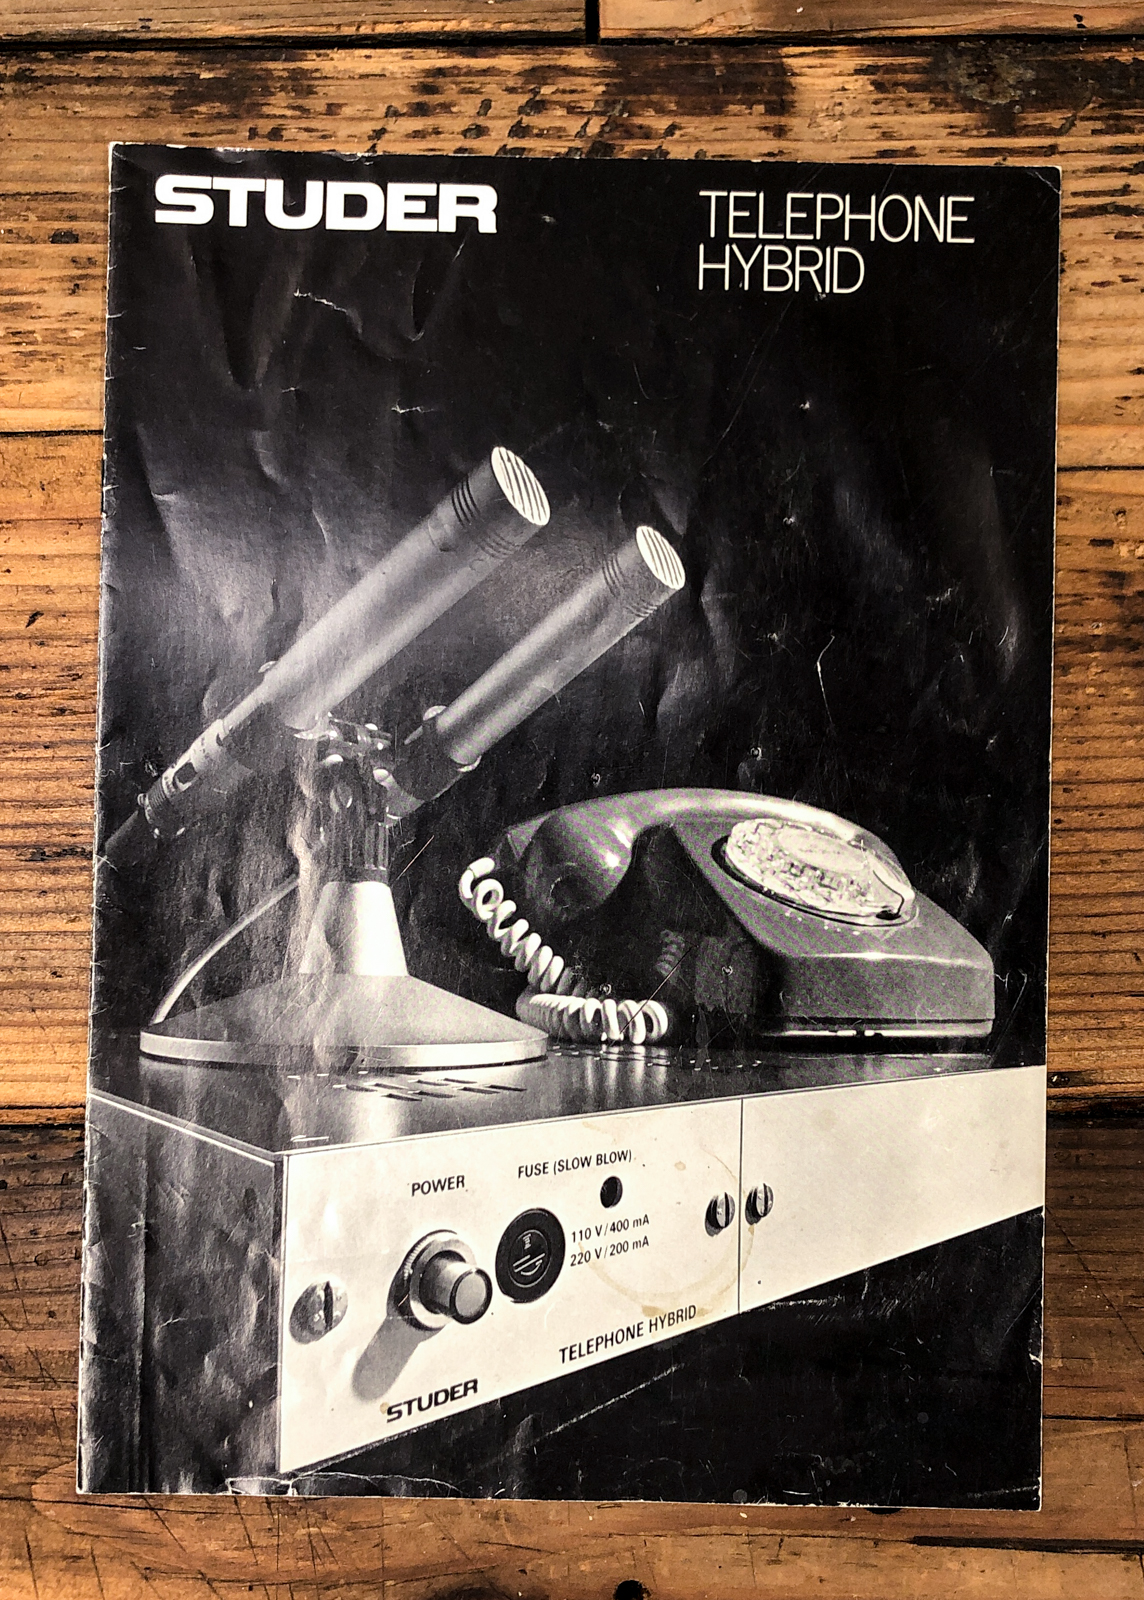 STUDER
TELEPHONE
HYBRID
POWER
FUSE (SLOW BLOW)
110 V/400 mA
220 V/200 mA
TELEPHONE HYBRID
STUDER